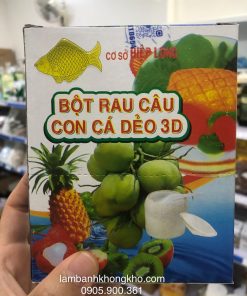 CƠ SỞ HIỆP LONG
BỘT RAU CÂU
CON CÁ DẺO 3D
lambanhkhongkho.com
0905.900.361